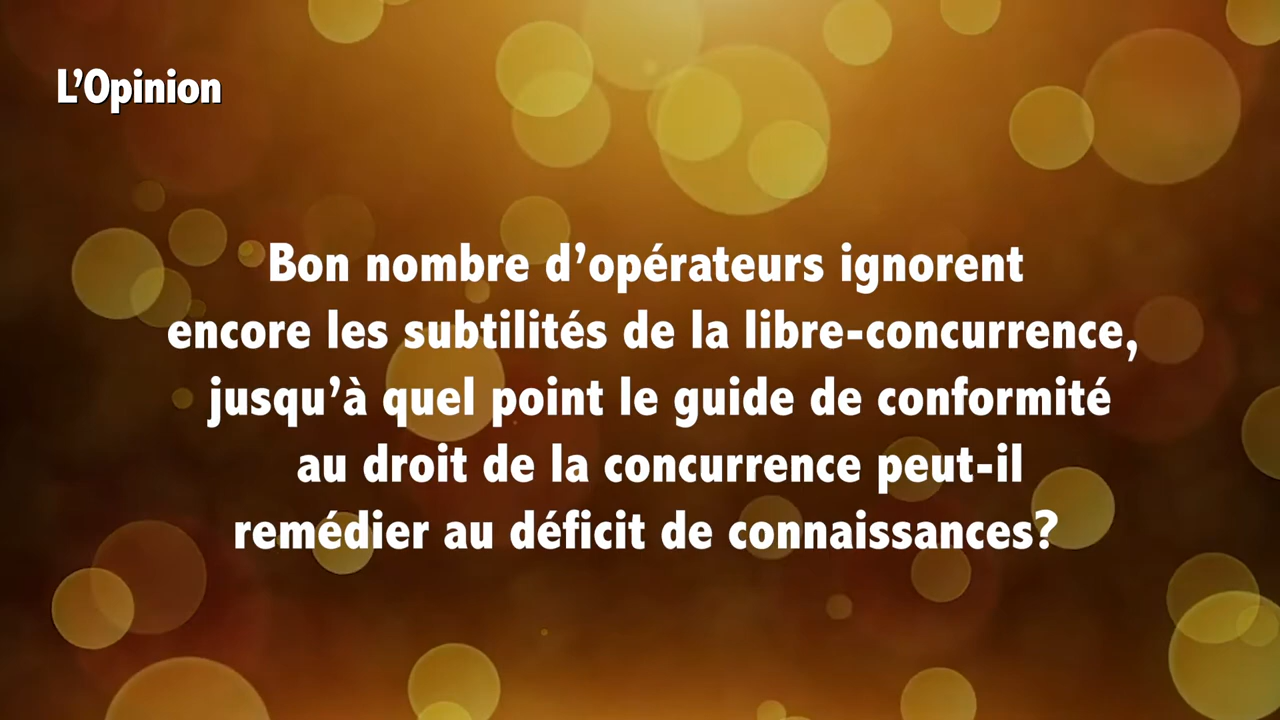 L’Opinion
Bon nombre d’opérateurs ignorent
encore les subtilités de la libre-concurrence,
jusqu’à quel point le guide de conformité
au droit de la concurrence peut-il
remédier au déficit de connaissances?